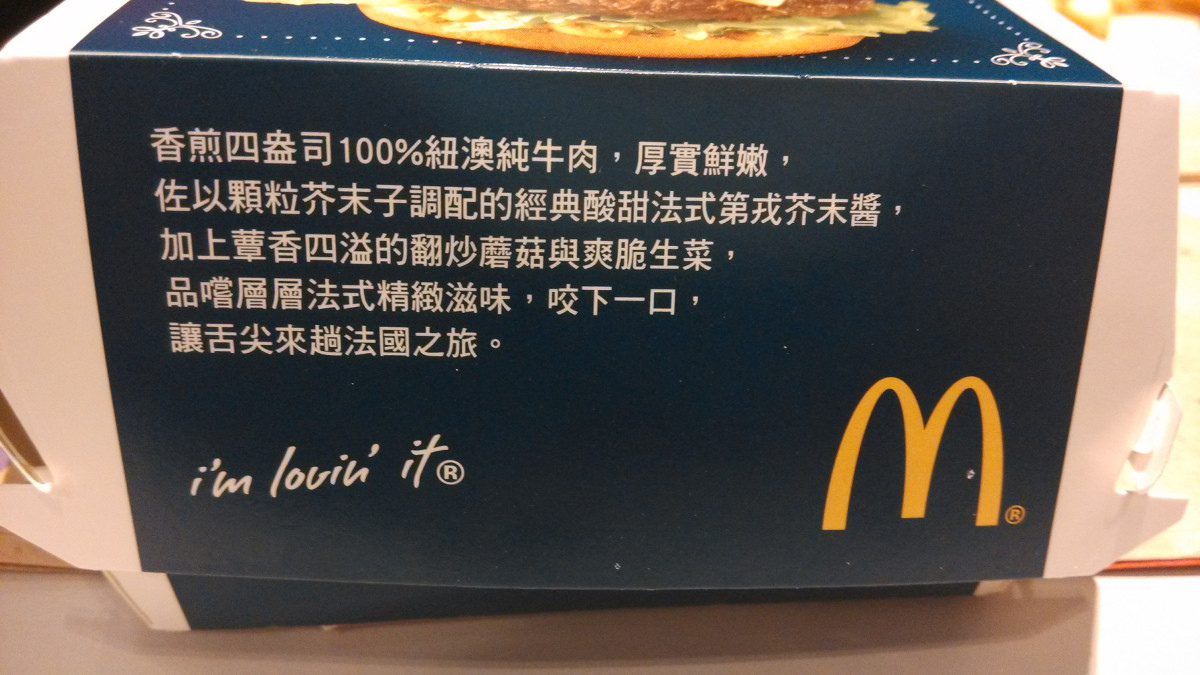 香煎四盎司100%紐澳純牛肉，厚實鮮嫩，
佐以顆粒芥末子調配的經典酸甜法式第戎芥末醬，
加上蕈香四溢的翻炒蘑菇與爽脆生菜，
品嚐層層法式精緻滋味，咬下一口，
讓舌尖來趟法國之旅。
i'm lovin' it®
M®